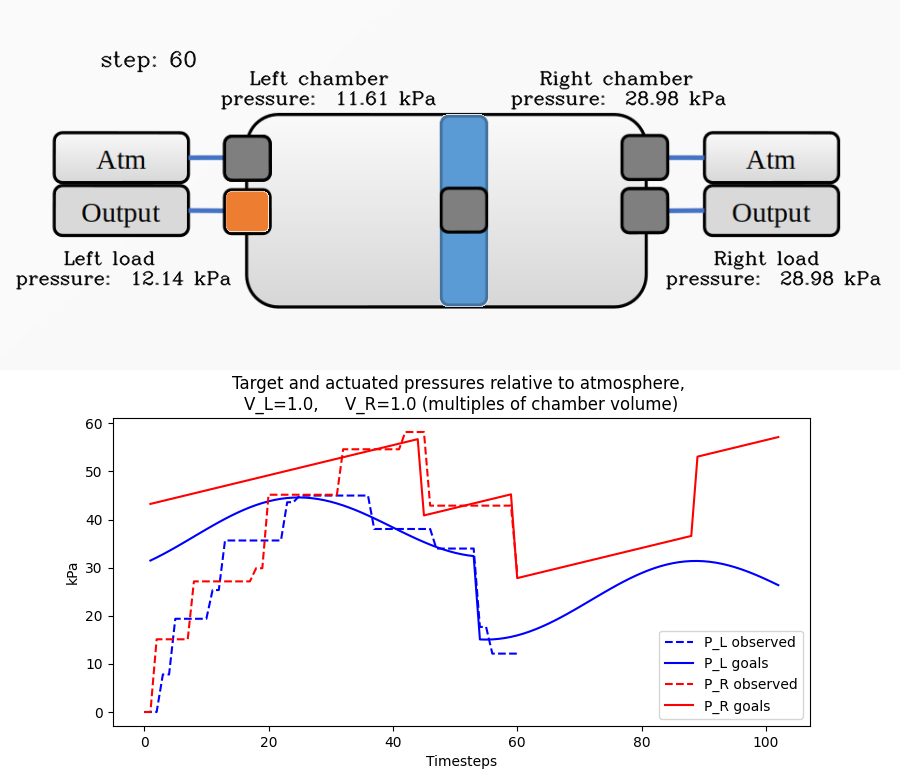 step: 60
Left chamber
pressure: 11.61 kPa
Right chamber
pressure: 28.98 kPa
Atm
Output
Atm
Output
Left load
pressure: 12.14 kPa
Right load
pressure: 28.98 kPa
Target and actuated pressures relative to atmosphere,
V_L=1.0, V_R=1.0 (multiples of chamber volume)
60
50
40
30
20
10
0
kPa
P_L observed
P_L goals
P_R observed
P_R goals
0 20 40 60 80 100
Timesteps